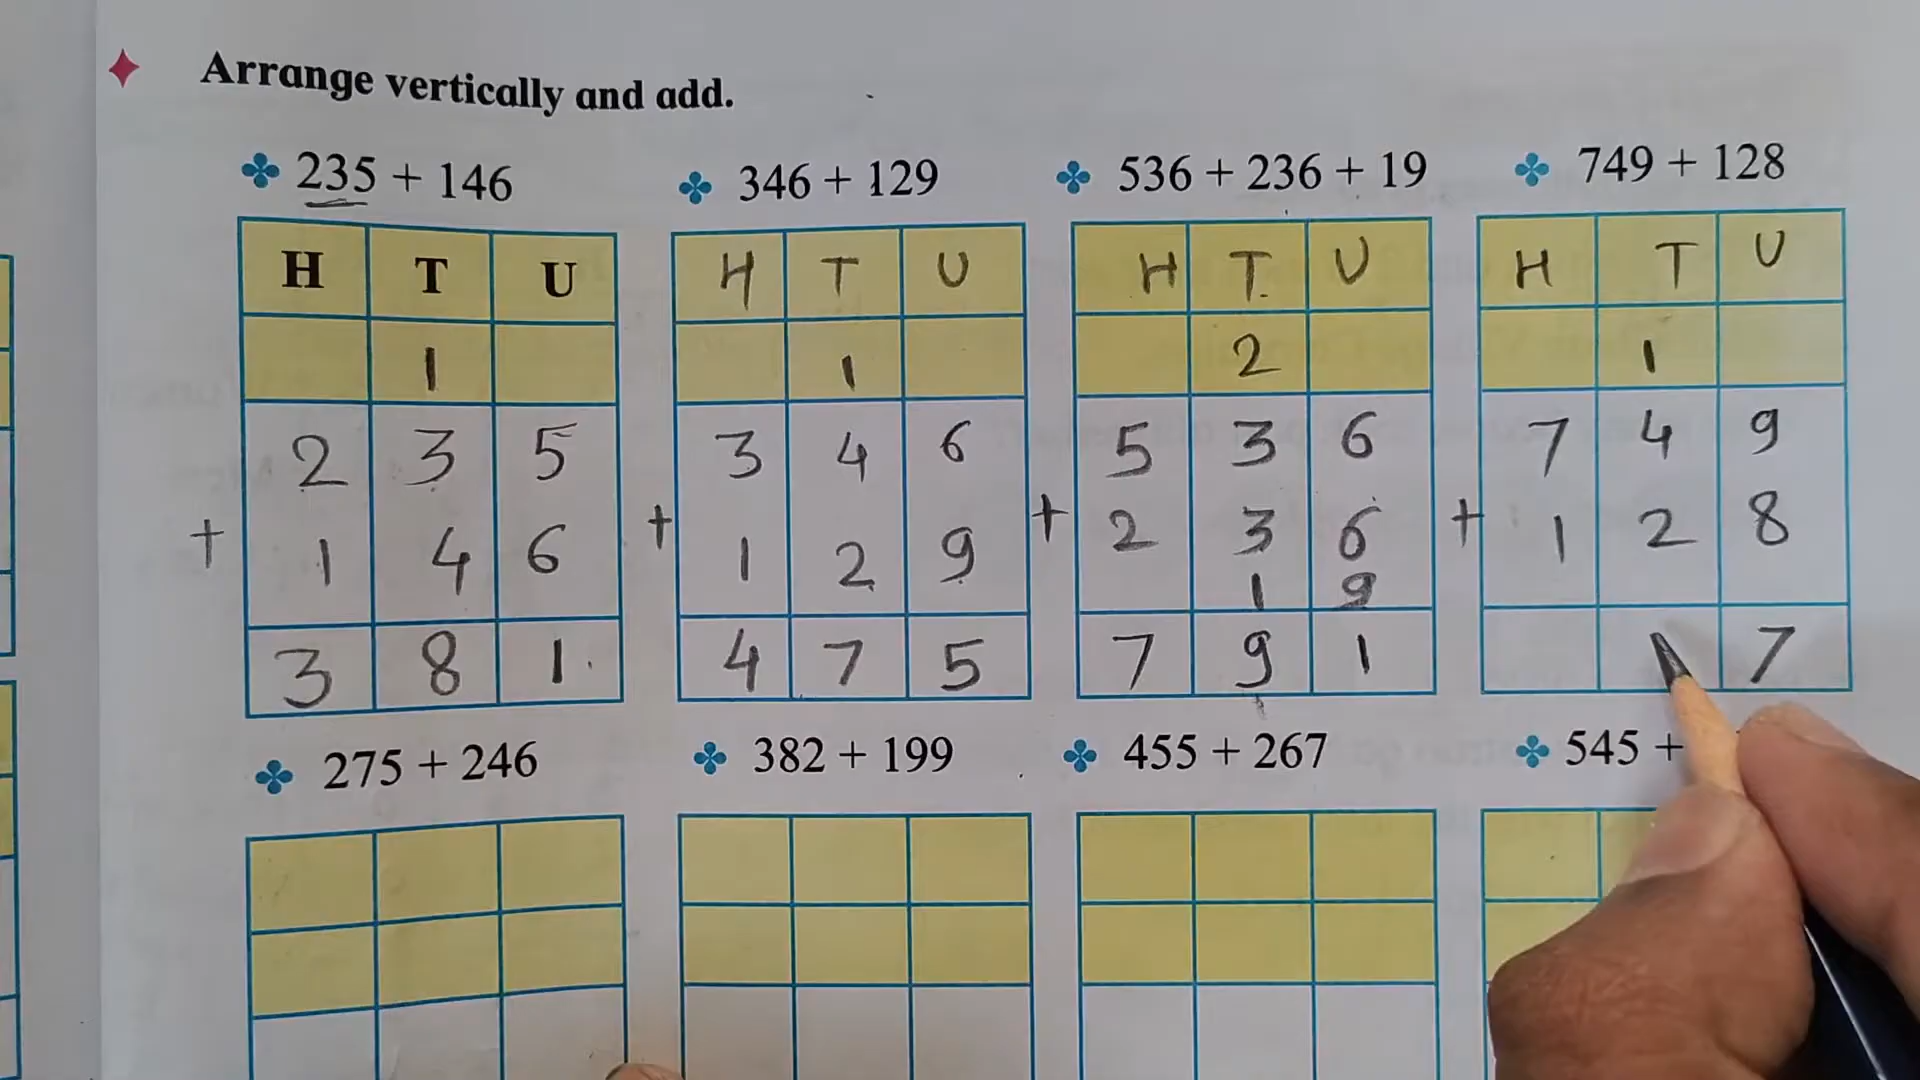 Arrange vertically and add.
235 + 146
346 + 129
536 + 236 + 19
749 + 128
H T U
1
2 3 5
+ 1 4 6
3 8 1
H T U
1
3 4 6
+ 1 2 9
4 7 5
H T U
2
5 3 6
+ 2 3 6
1 9
7 9 1
H T U
1
7 4 9
+ 1 2 8
7
275 + 246
382 + 199
455 + 267
545 +